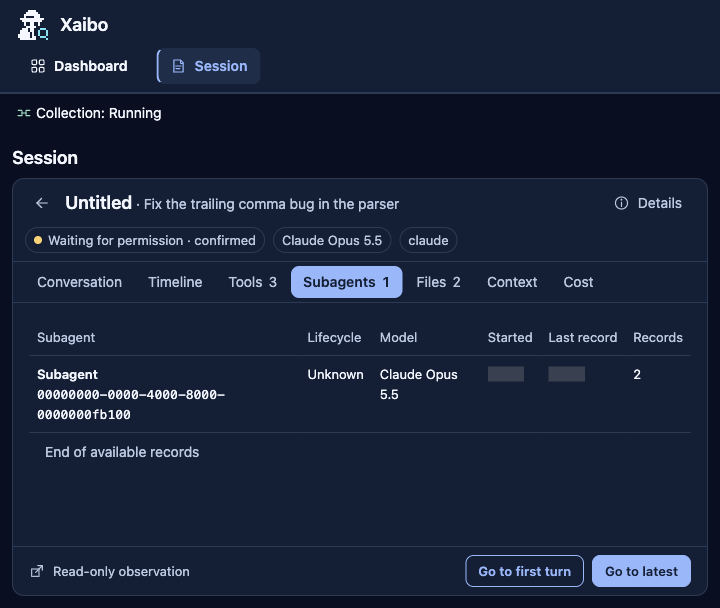 Xaibo
Dashboard
Session
Collection: Running
Session
Untitled · Fix the trailing comma bug in the parser
Details
Waiting for permission · confirmed
Claude Opus 5.5
claude
Conversation
Timeline
Tools 3
Subagents 1
Files 2
Context
Cost
Subagent
Lifecycle
Model
Started
Last record
Records
Subagent
00000000-0000-4000-8000-
0000000fb100
Unknown
Claude Opus
5.5
2
End of available records
Read-only observation
Go to first turn
Go to latest